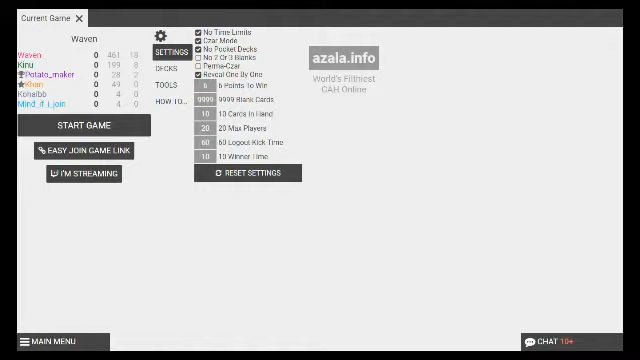 Current Game ✕
Waven
Waven 0 461 18
Kinu 0 199 8
Potato_maker 0 28 2
Khan 0 49 0
Kohaibb 0 4 0
Mind_if_i_join 0 4 0
START GAME
EASY JOIN GAME LINK
I'M STREAMING
SETTINGS
DECKS
TOOLS
HOW TO...
No Time Limits
Czar Mode
No Pocket Decks
No 2 Or 3 Blanks
Perma-Czar
Reveal One By One
6 6 Points To Win
9999 9999 Blank Cards
10 10 Cards In Hand
20 20 Max Players
60 60 Logout Kick Time
10 10 Winner Time
RESET SETTINGS
azala.info
World's Filthiest
CAH Online
MAIN MENU
CHAT 10+